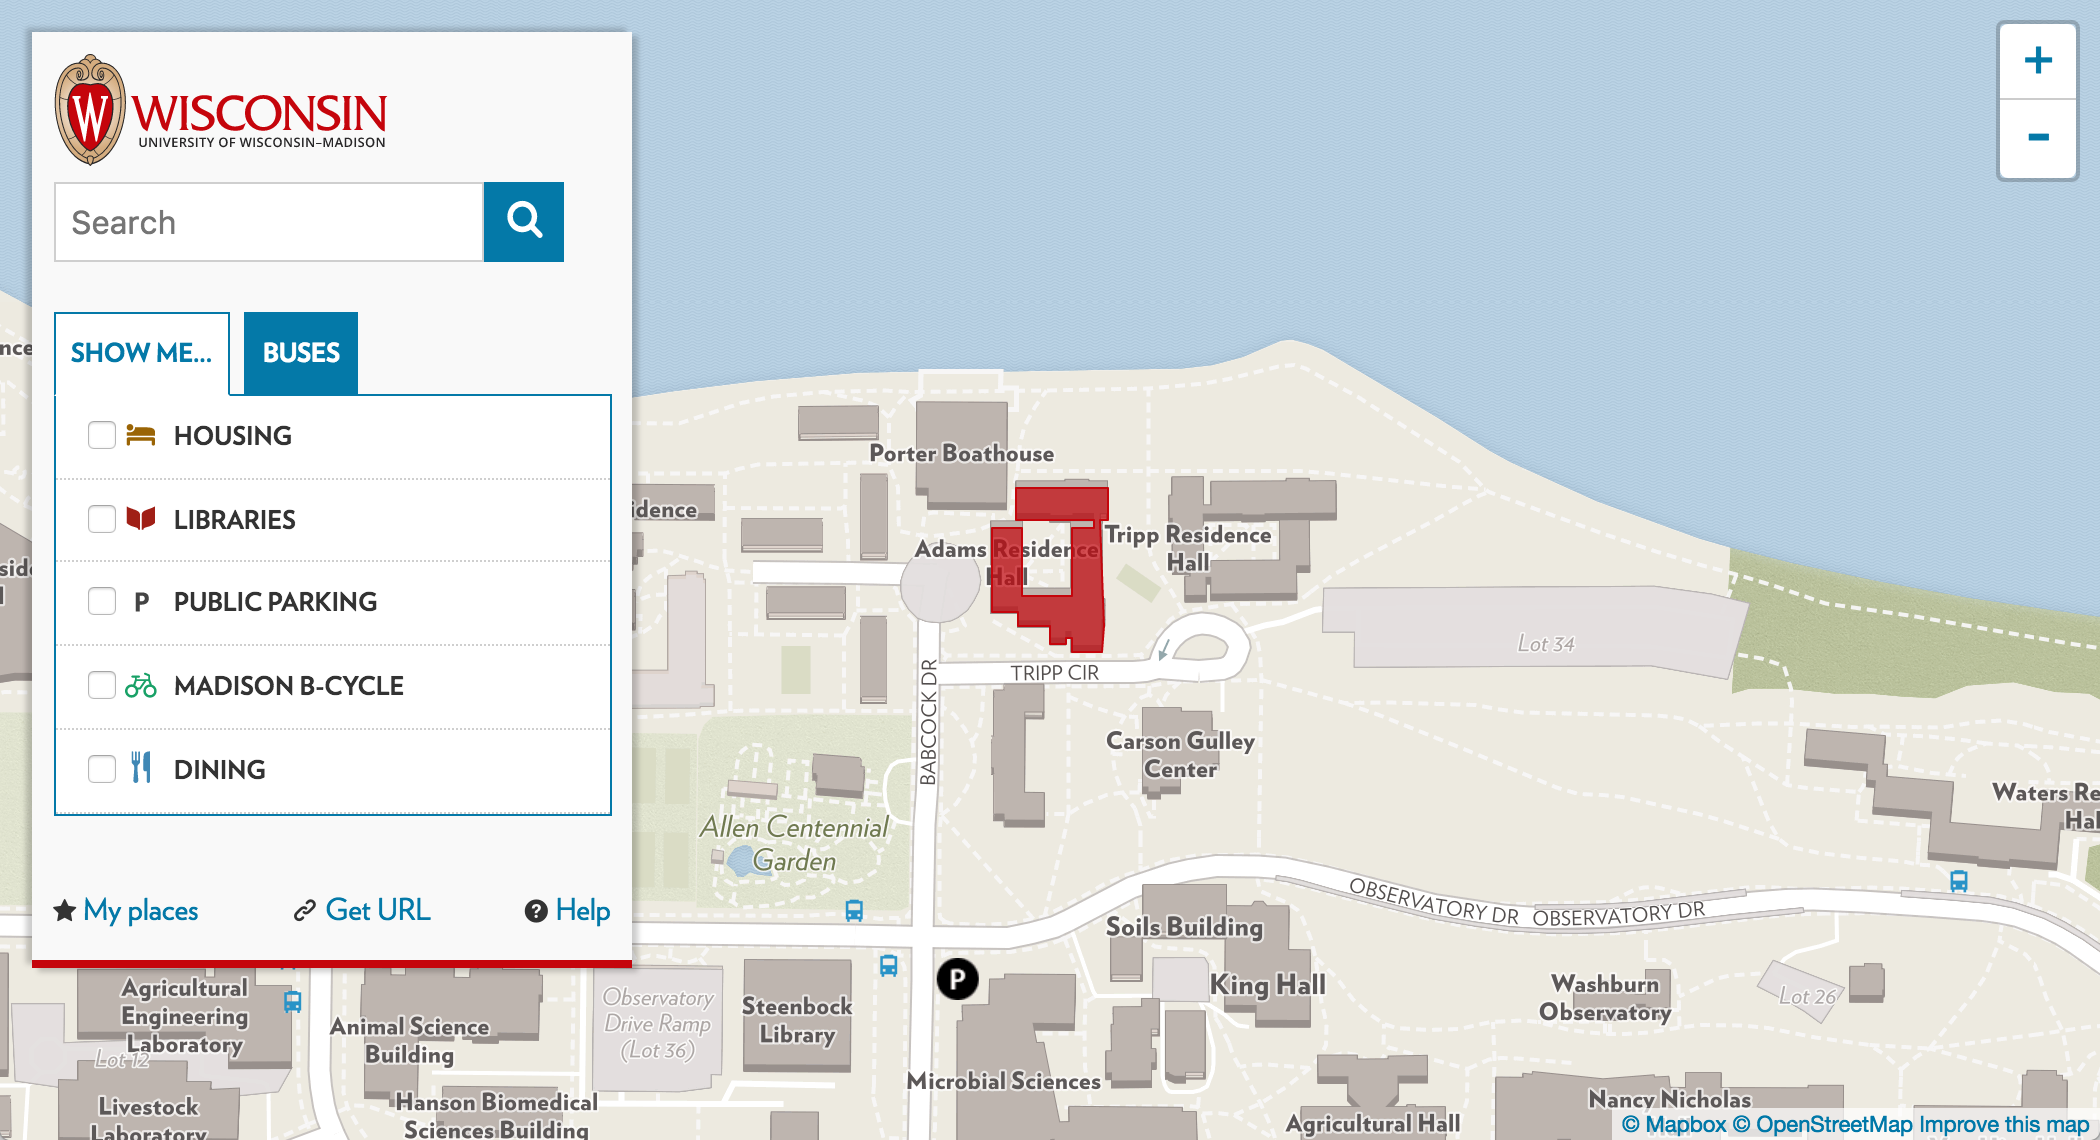 W
WISCONSIN
UNIVERSITY OF WISCONSIN–MADISON
Search
SHOW ME...
BUSES
HOUSING
LIBRARIES
P PUBLIC PARKING
MADISON B-CYCLE
DINING
My places
Get URL
? Help
+
-
Porter Boathouse
Adams Residence
Hall
Tripp Residence
Hall
Lot 34
TRIPP CIR
BABCOCK DR
Carson Gulley
Center
Allen Centennial
Garden
OBSERVATORY DR
OBSERVATORY DR
Soils Building
King Hall
P
Washburn
Observatory
Lot 26
Agricultural
Engineering
Laboratory
Lot 12
Animal Science
Building
Observatory
Drive Ramp
(Lot 36)
Steenbock
Library
Microbial Sciences
Livestock
Laboratory
Hanson Biomedical
Sciences Building
Agricultural Hall
Nancy Nicholas
Waters Re
Hal
idence
nce
sid
© Mapbox © OpenStreetMap Improve this map